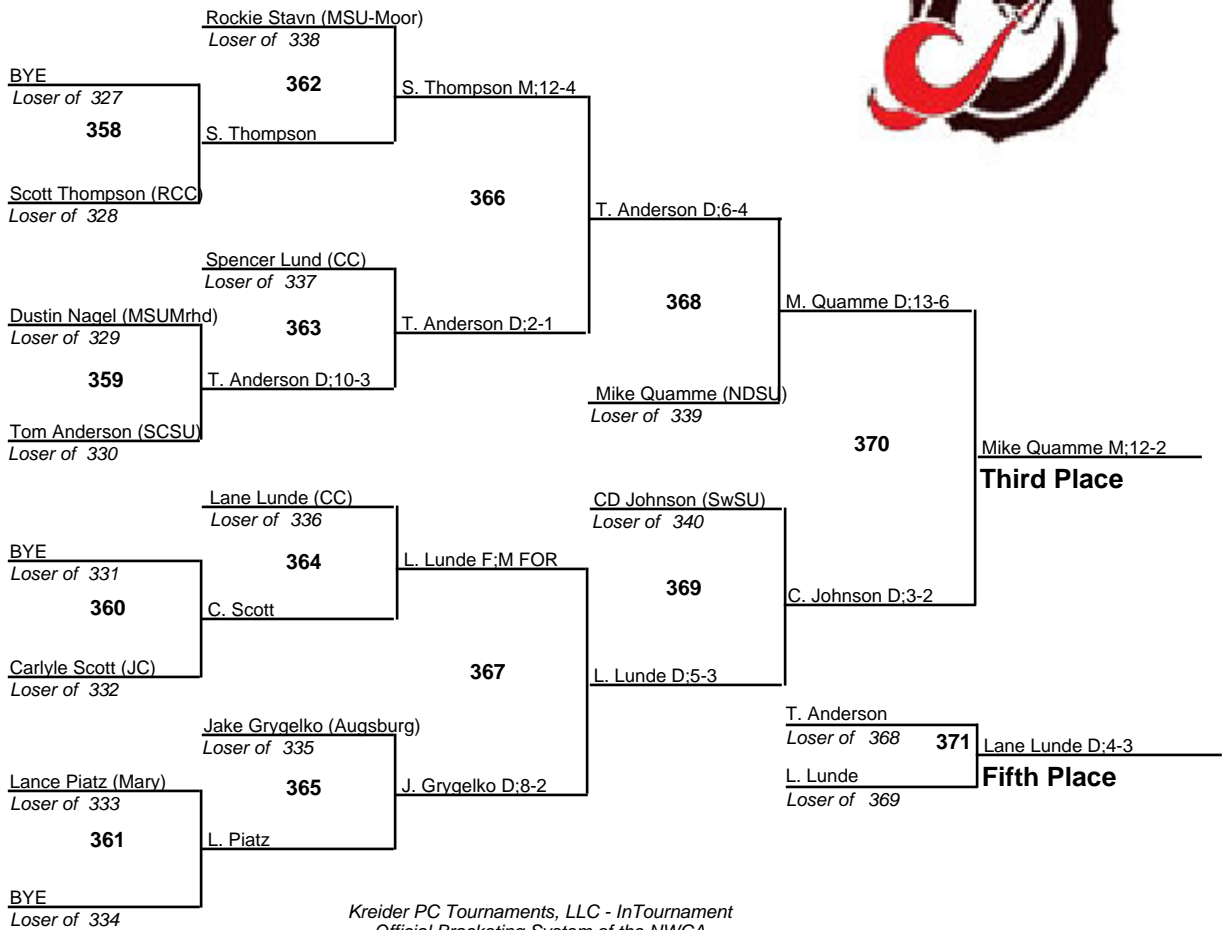 Rockie Stavn (MSU-Moor)
Loser of 338
362
BYE
Loser of 327
358
Scott Thompson (RCC)
Loser of 328
S. Thompson
S. Thompson M;12-4
366
Spencer Lund (CC)
Loser of 337
363
Dustin Nagel (MSUMrhd)
Loser of 329
359
Tom Anderson (SCSU)
Loser of 330
T. Anderson D;10-3
T. Anderson D;2-1
T. Anderson D;6-4
368
Mike Quamme (NDSU)
Loser of 339
M. Quamme D;13-6
370
Mike Quamme M;12-2
Third Place
Lane Lunde (CC)
Loser of 336
364
BYE
Loser of 331
360
Carlyle Scott (JC)
Loser of 332
C. Scott
L. Lunde F;M FOR
367
CD Johnson (SwSU)
Loser of 340
369
C. Johnson D;3-2
L. Lunde D;5-3
Jake Grygelko (Augsburg)
Loser of 335
365
Lance Piatz (Marv)
Loser of 333
361
BYE
Loser of 334
L. Piatz
J. Grygelko D;8-2
T. Anderson
Loser of 368
371
L. Lunde
Loser of 369
Lane Lunde D;4-3
Fifth Place
Kreider PC Tournaments, LLC - InTournament
Official Bracketing System of the NWCA